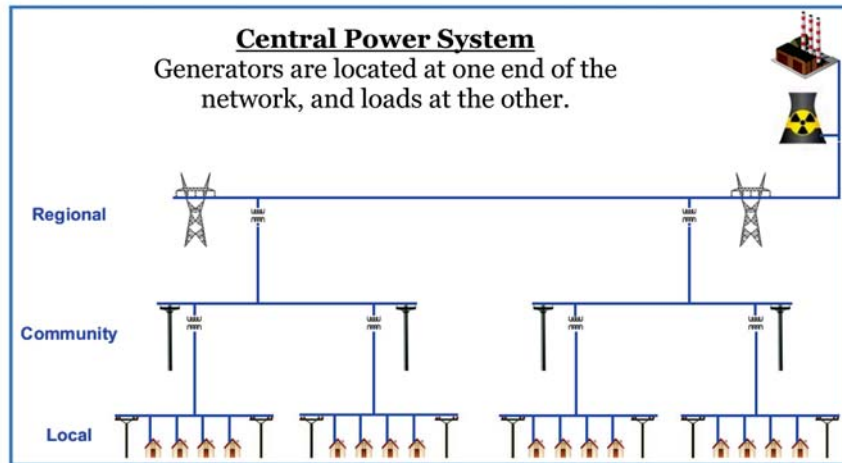 Central Power System
Generators are located at one end of the
network, and loads at the other.
Regional
Community
Local